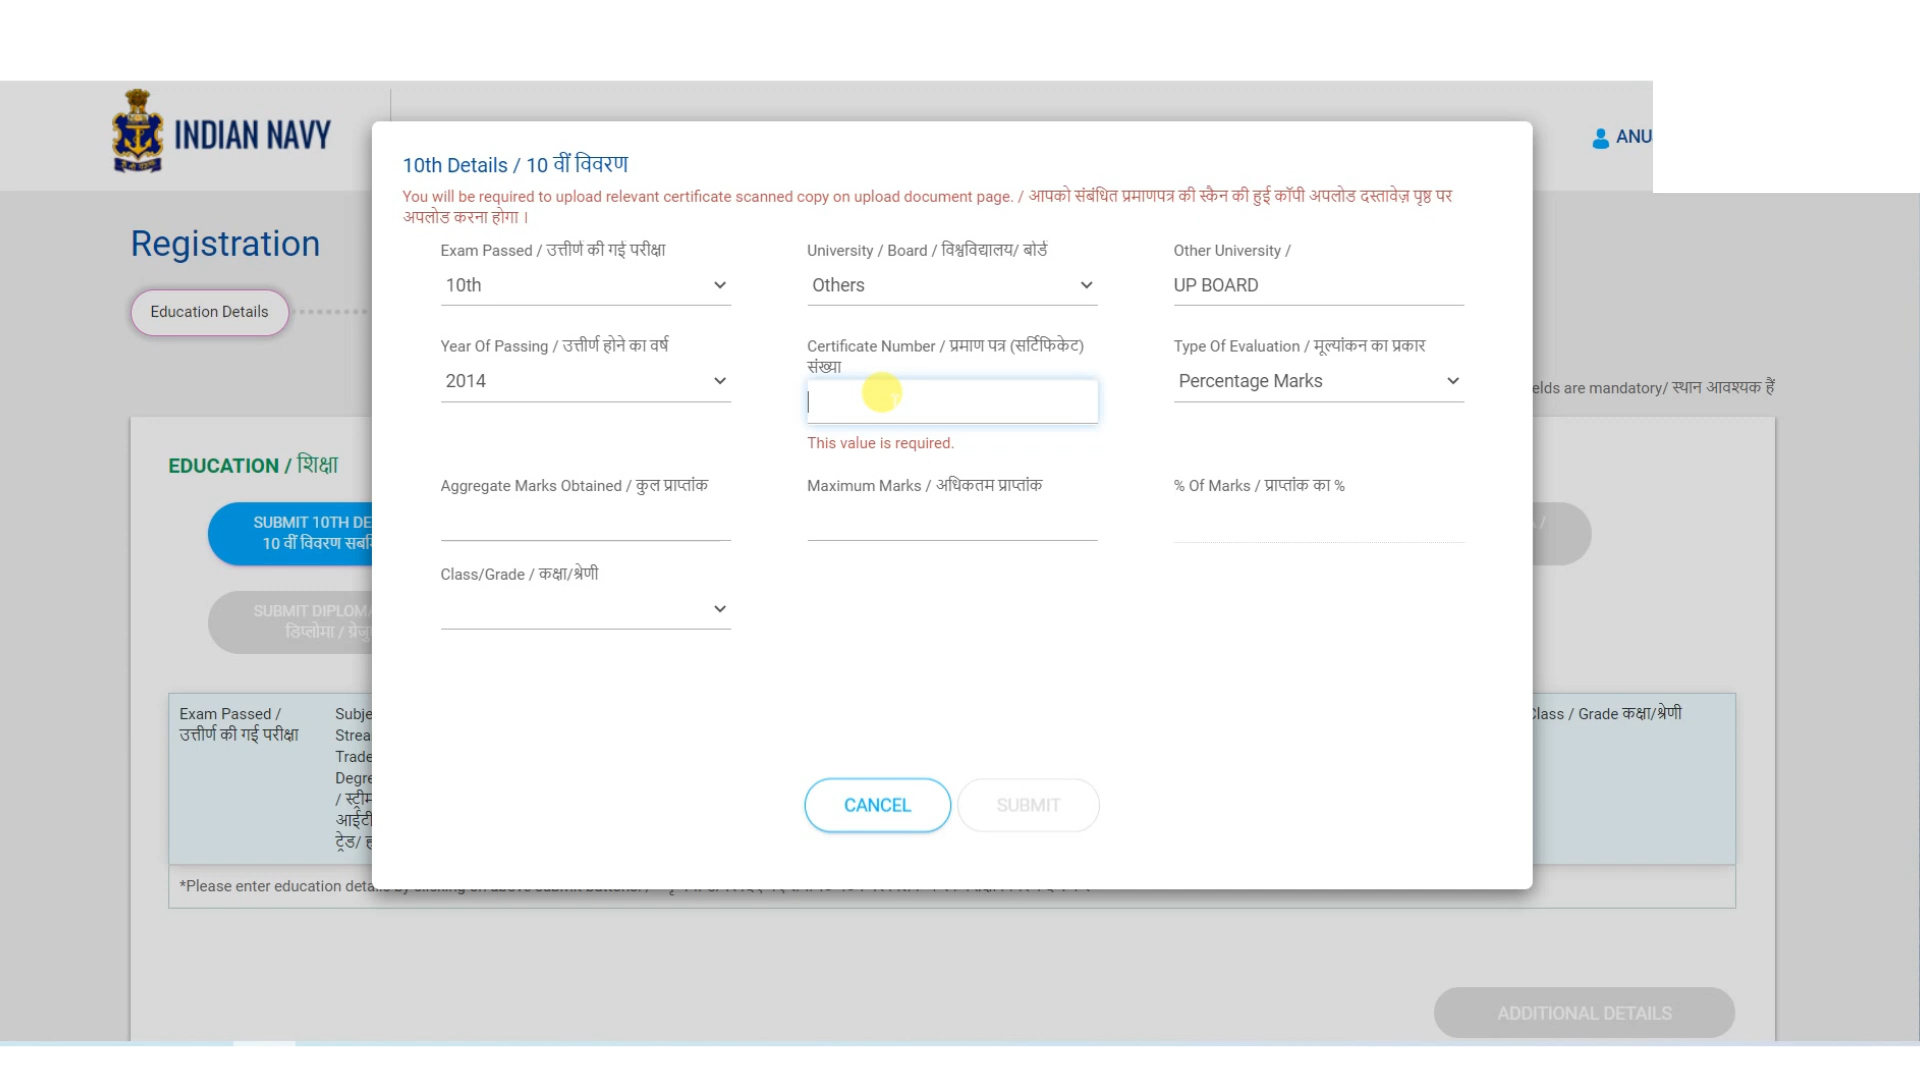 INDIAN NAVY
ANU
10th Details / 10 वीं विवरण
You will be required to upload relevant certificate scanned copy on upload document page. / आपको संबंधित प्रमाणपत्र की स्कैन की हुई कॉपी अपलोड दस्तावेज़ पृष्ठ पर
अपलोड करना होगा ।
Registration
Education Details
Exam Passed / उत्तीर्ण की गई परीक्षा
University / Board / विश्वविद्यालय/ बोर्ड
Other University /
10th
Others
UP BOARD
Year Of Passing / उत्तीर्ण होने का वर्ष
Certificate Number / प्रमाण पत्र (सर्टिफिकेट)
संख्या
Type Of Evaluation / मूल्यांकन का प्रकार
2014
Percentage Marks
elds are mandatory/ स्थान आवश्यक हैं
This value is required.
EDUCATION / शिक्षा
Aggregate Marks Obtained / कुल प्राप्तांक
Maximum Marks / अधिकतम प्राप्तांक
% Of Marks / प्राप्तांक का %
SUBMIT 10TH DE
10 वीं विवरण सबमि
Class/Grade / कक्षा/श्रेणी
SUBMIT DIPLOMA
डिप्लोमा / ग्रेजु
Exam Passed /
उत्तीर्ण की गई परीक्षा
Subje
Strea
Trade
Degre
/ स्ट्रीम
आईटी
ट्रेड/
Class / Grade कक्षा/श्रेणी
CANCEL
SUBMIT
*Please enter education deta
ADDITIONAL DETAILS